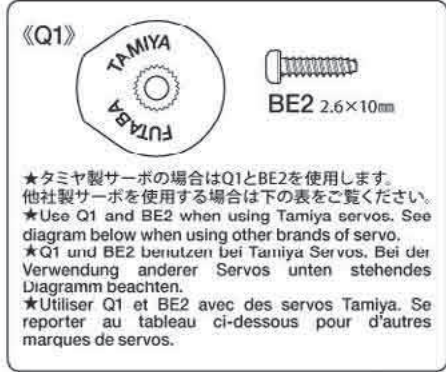 《Q1》
TAMIYA
FUTABA
BE2 2.6×10㎜
★タミヤ製サーボの場合はQ1とBE2を使用します。
他社製サーボを使用する場合は下の表をご覧ください。
★Use Q1 and BE2 when using Tamiya servos. See
diagram below when using other brands of servo.
★Q1 und BE2 benutzen bei Tamiya Servos. Bei der
Verwendung anderer Servos unten stehendes
Diagramm beachten.
★Utiliser Q1 et BE2 avec des servos Tamiya. Se
reporter au tableau ci-dessous pour d'autres
marques de servos.